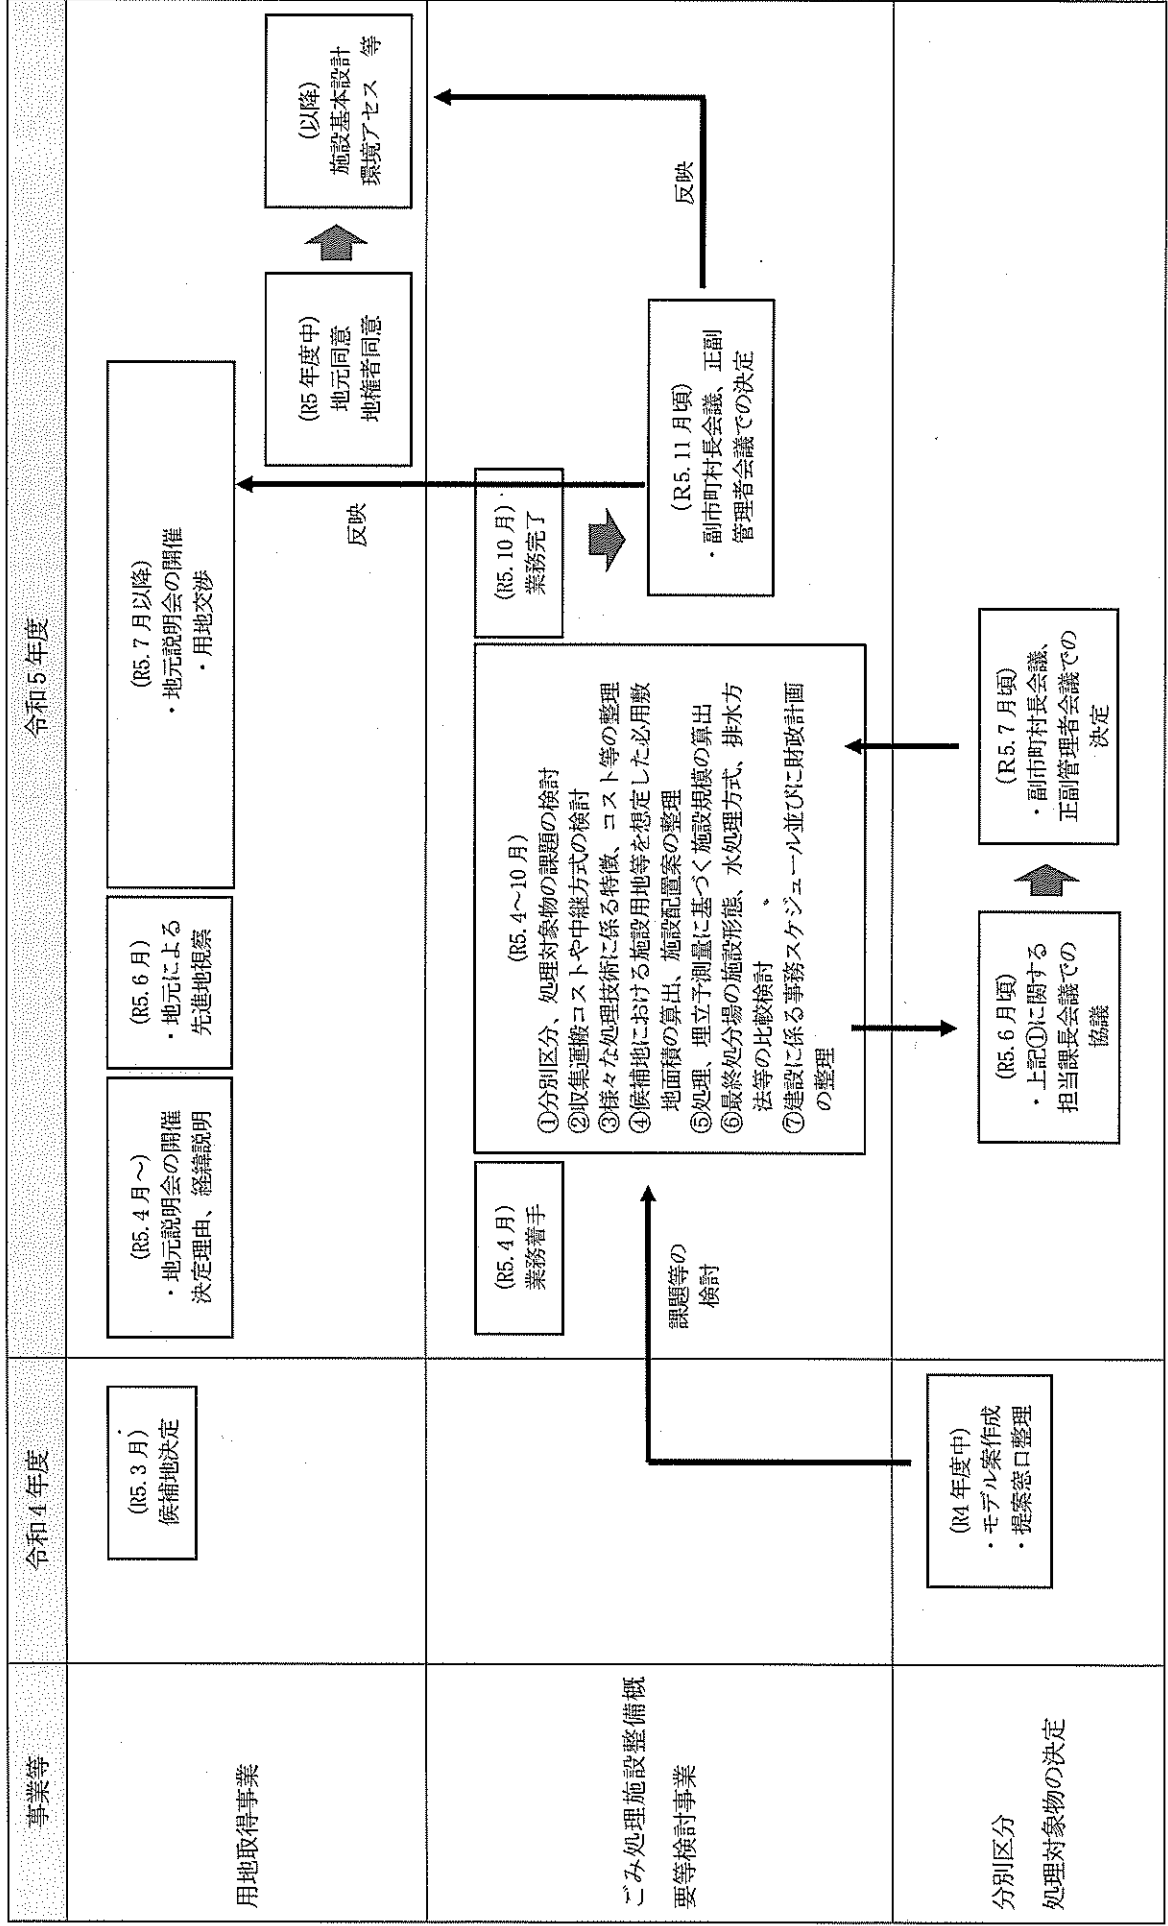 事業等
令和4年度
令和5年度
用地取得事業
(R5.3月)
候補地決定
(R5.4月~)
・地元説明会の開催
決定理由、経緯説明
(R5.6月)
・地元による
先進地視察
(R5.7月以降)
・地元説明会の開催
・用地交渉
(R5年度中)
地元同意
地権者同意
(以降)
施設基本設計
環境アセス 等
反映
ごみ処理施設整備概
要等検討事業
課題等の
検討
(R5.4月)
業務着手
(R5.4~10月)
①分別区分、処理対象物の課題の検討
②収集運搬コストや中継方式の検討
③様々な処理技術に係る特徴、コスト等の整理
④候補地における施設用地等を想定した必用敷
地面積の算出、施設配置案の整理
⑤処理、埋立予測量に基づく施設規模の算出
⑥最終処分場の施設形態、水処理方式、排水方
法等の比較検討
⑦建設に係る事務スケジュール並びに財政計画
の整理
(R5.10月)
業務完了
(R5.11月頃)
・副市町村長会議、正副
管理者会議での決定
反映
分別区分
処理対象物の決定
(R4年度中)
・モデル案作成
・提案窓口整理
(R5.6月頃)
・上記①に関する
担当課長会議での
協議
(R5.7月頃)
・副市町村長会議、
正副管理者会議での
決定